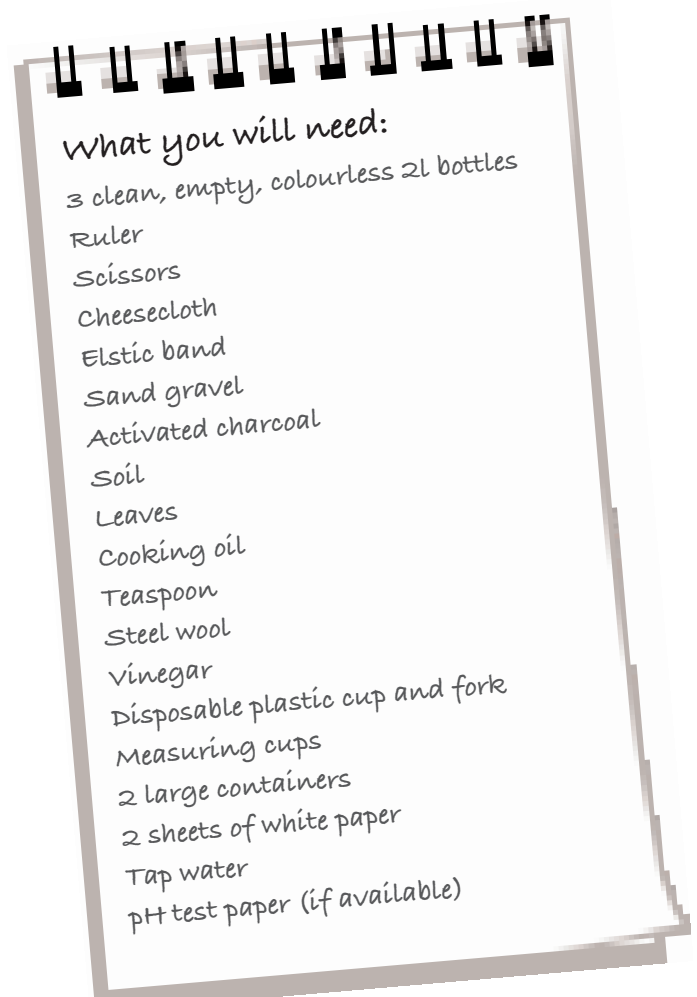 What you will need:
3 clean, empty, colourless 2l bottles
Ruler
Scissors
Cheesecloth
Elstic band
Sand gravel
Activated charcoal
Soil
Leaves
Cooking oil
Teaspoon
Steel wool
Vinegar
Disposable plastic cup and fork
Measuring cups
2 large containers
2 sheets of white paper
Tap water
pH test paper (if available)